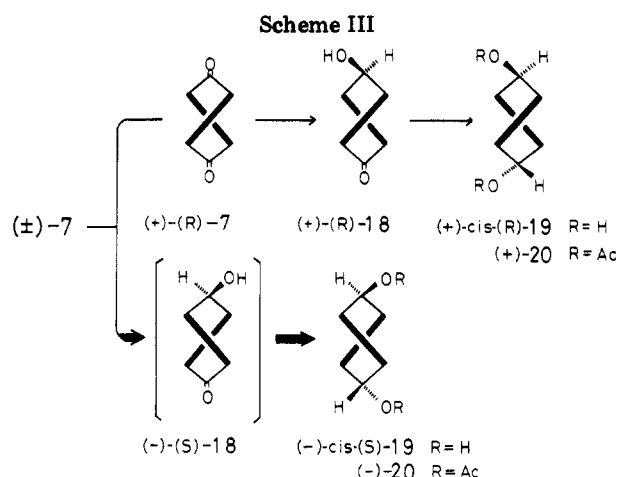 Scheme III
O
HO H
RO H
O
O
RO H
(±)-7
(+)-(R)-7
(+)-(R)-18
(+)-cis-(R)-19 R=H
(+)-20 R=Ac
H OH
H OR
O
H OR
(-)-(S)-18
(-)-cis-(S)-19 R=H
(-)-20 R=Ac